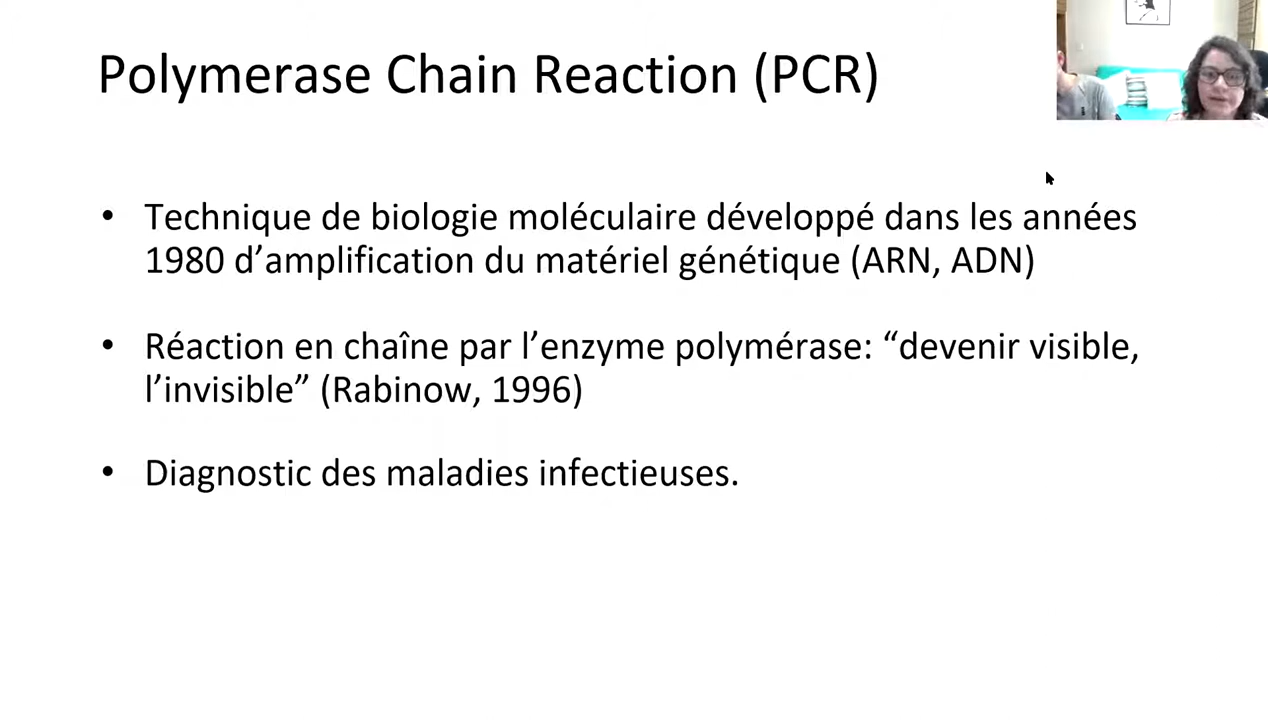 Polymerase Chain Reaction (PCR)
• Technique de biologie moléculaire développé dans les années
1980 d’amplification du matériel génétique (ARN, ADN)
• Réaction en chaîne par l’enzyme polymérase: “devenir visible,
l’invisible” (Rabinow, 1996)
• Diagnostic des maladies infectieuses.